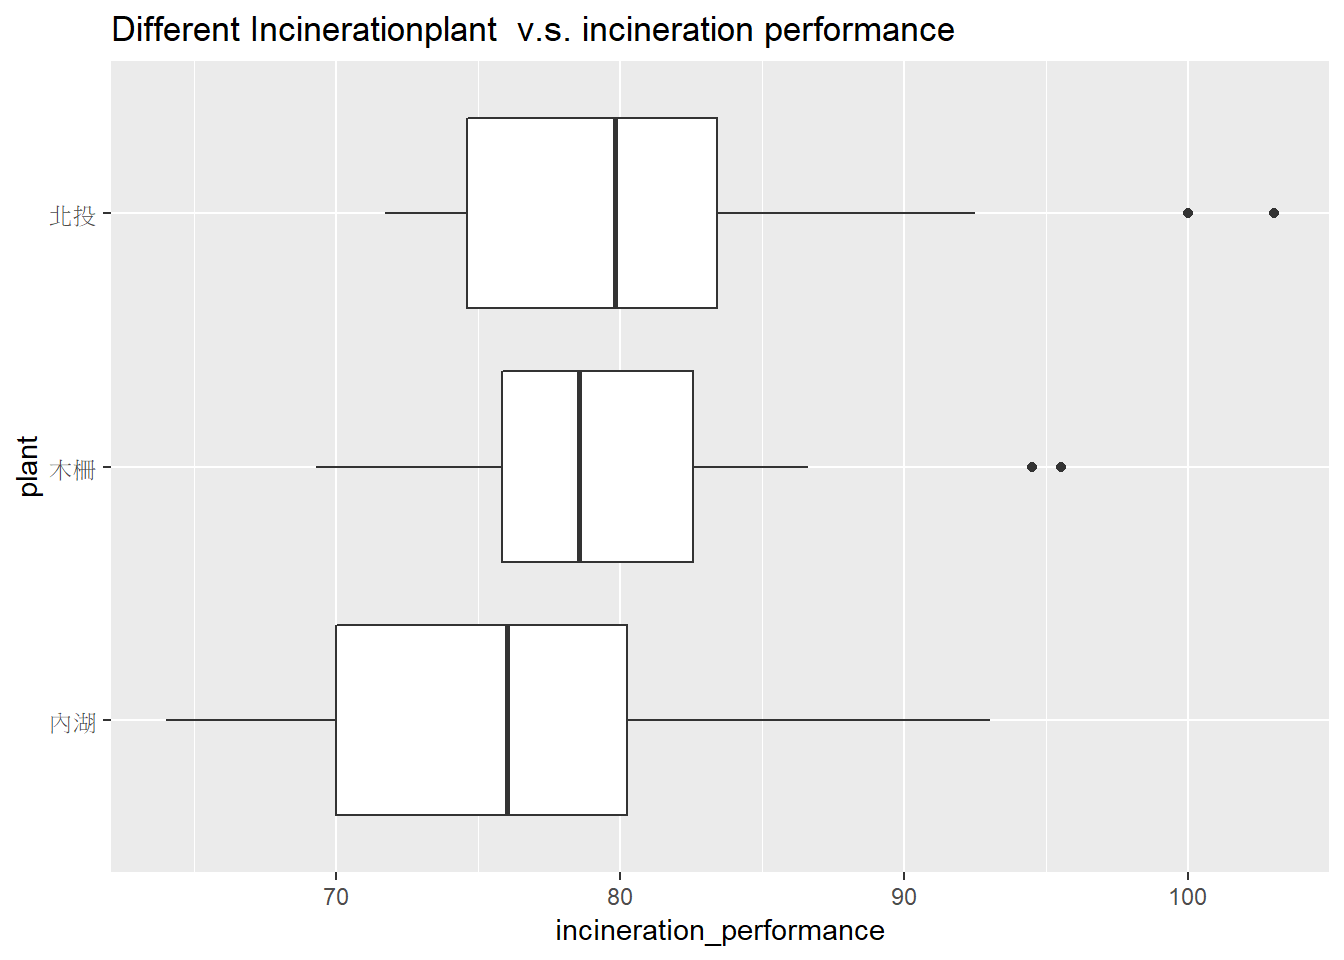 Different Incinerationplant  v.s. incineration performance
北投
木柵
內湖
plant
70 80 90 100
incineration_performance